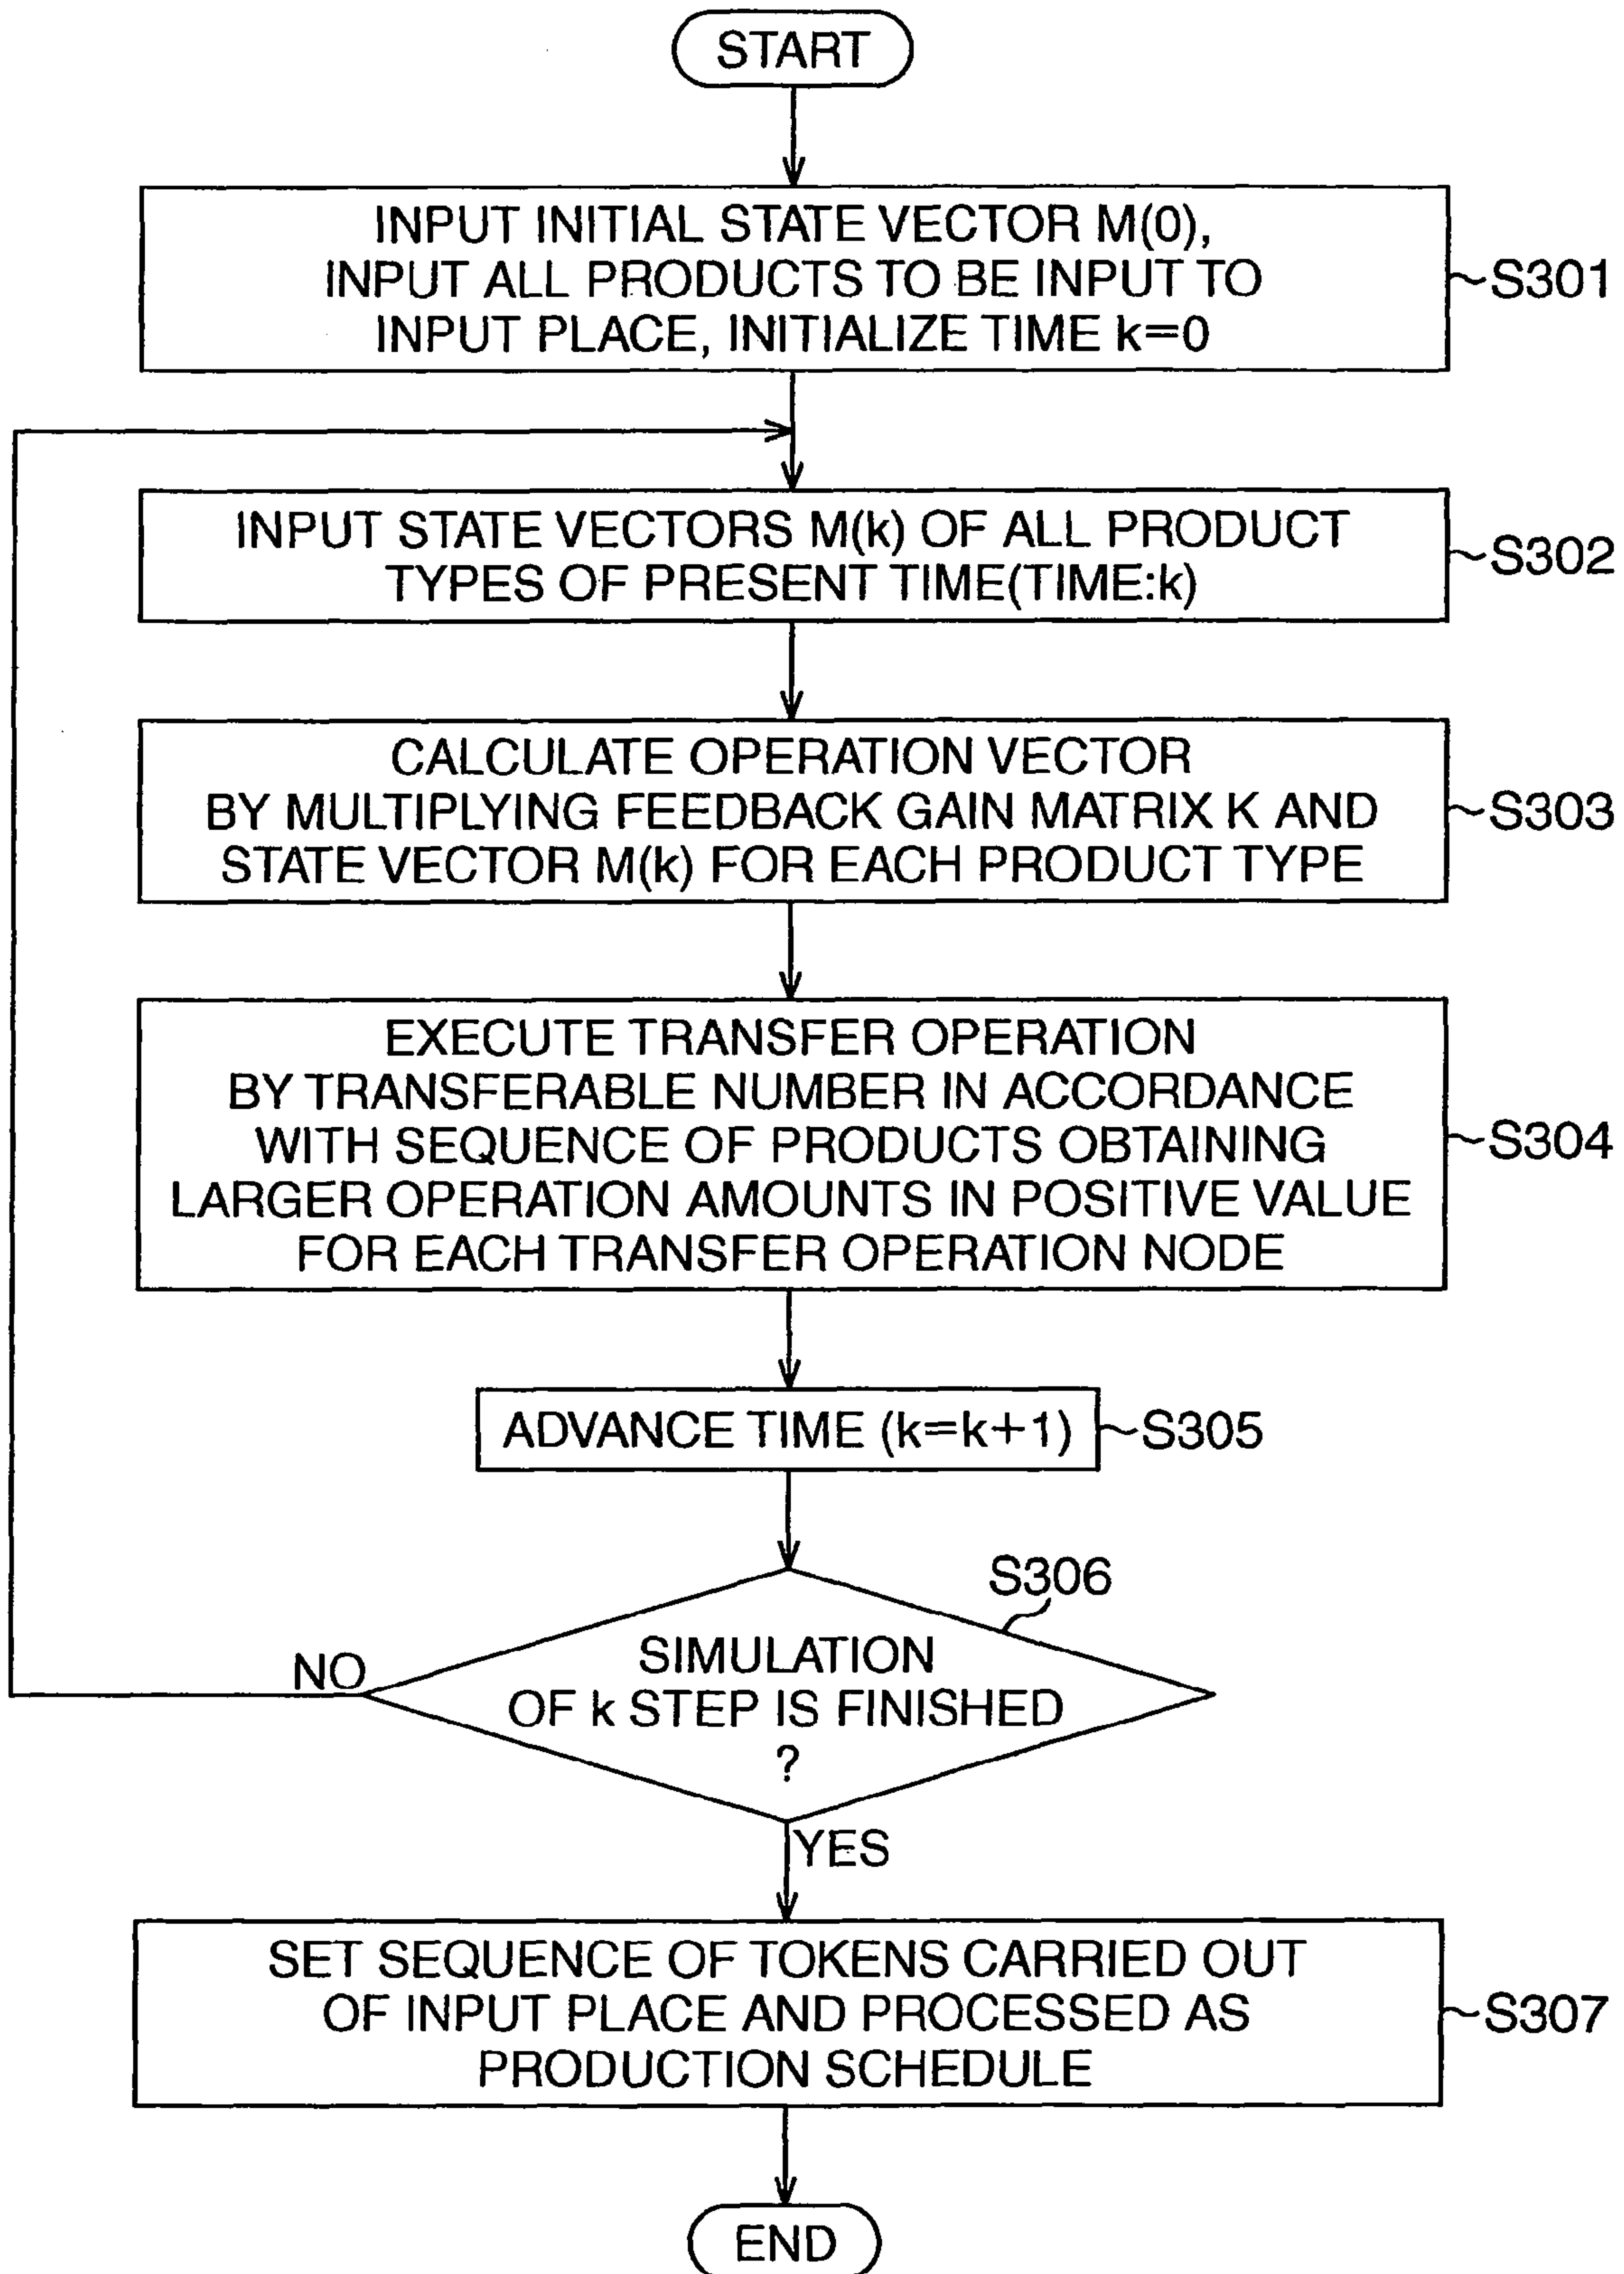 START
INPUT INITIAL STATE VECTOR M(0),
INPUT ALL PRODUCTS TO BE INPUT TO
INPUT PLACE, INITIALIZE TIME k=0
S301
INPUT STATE VECTORS M(k) OF ALL PRODUCT
TYPES OF PRESENT TIME(TIME:k)
S302
CALCULATE OPERATION VECTOR
BY MULTIPLYING FEEDBACK GAIN MATRIX K AND
STATE VECTOR M(k) FOR EACH PRODUCT TYPE
S303
EXECUTE TRANSFER OPERATION
BY TRANSFERABLE NUMBER IN ACCORDANCE
WITH SEQUENCE OF PRODUCTS OBTAINING
LARGER OPERATION AMOUNTS IN POSITIVE VALUE
FOR EACH TRANSFER OPERATION NODE
S304
ADVANCE TIME (k=k+1)
S305
S306
SIMULATION
OF k STEP IS FINISHED
?
NO
YES
SET SEQUENCE OF TOKENS CARRIED OUT
OF INPUT PLACE AND PROCESSED AS
PRODUCTION SCHEDULE
S307
END